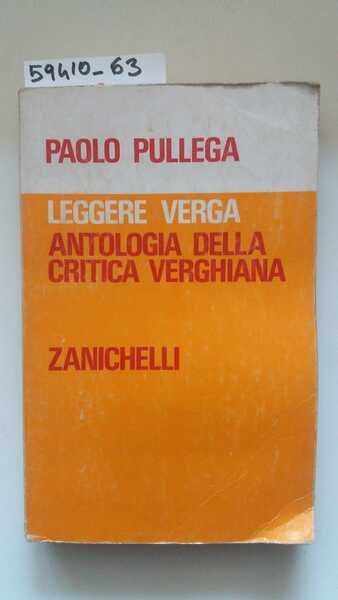 59410_63
PAOLO PULLEGA
LEGGERE VERGA
ANTOLOGIA DELLA
CRITICA VERGHIANA
ZANICHELLI